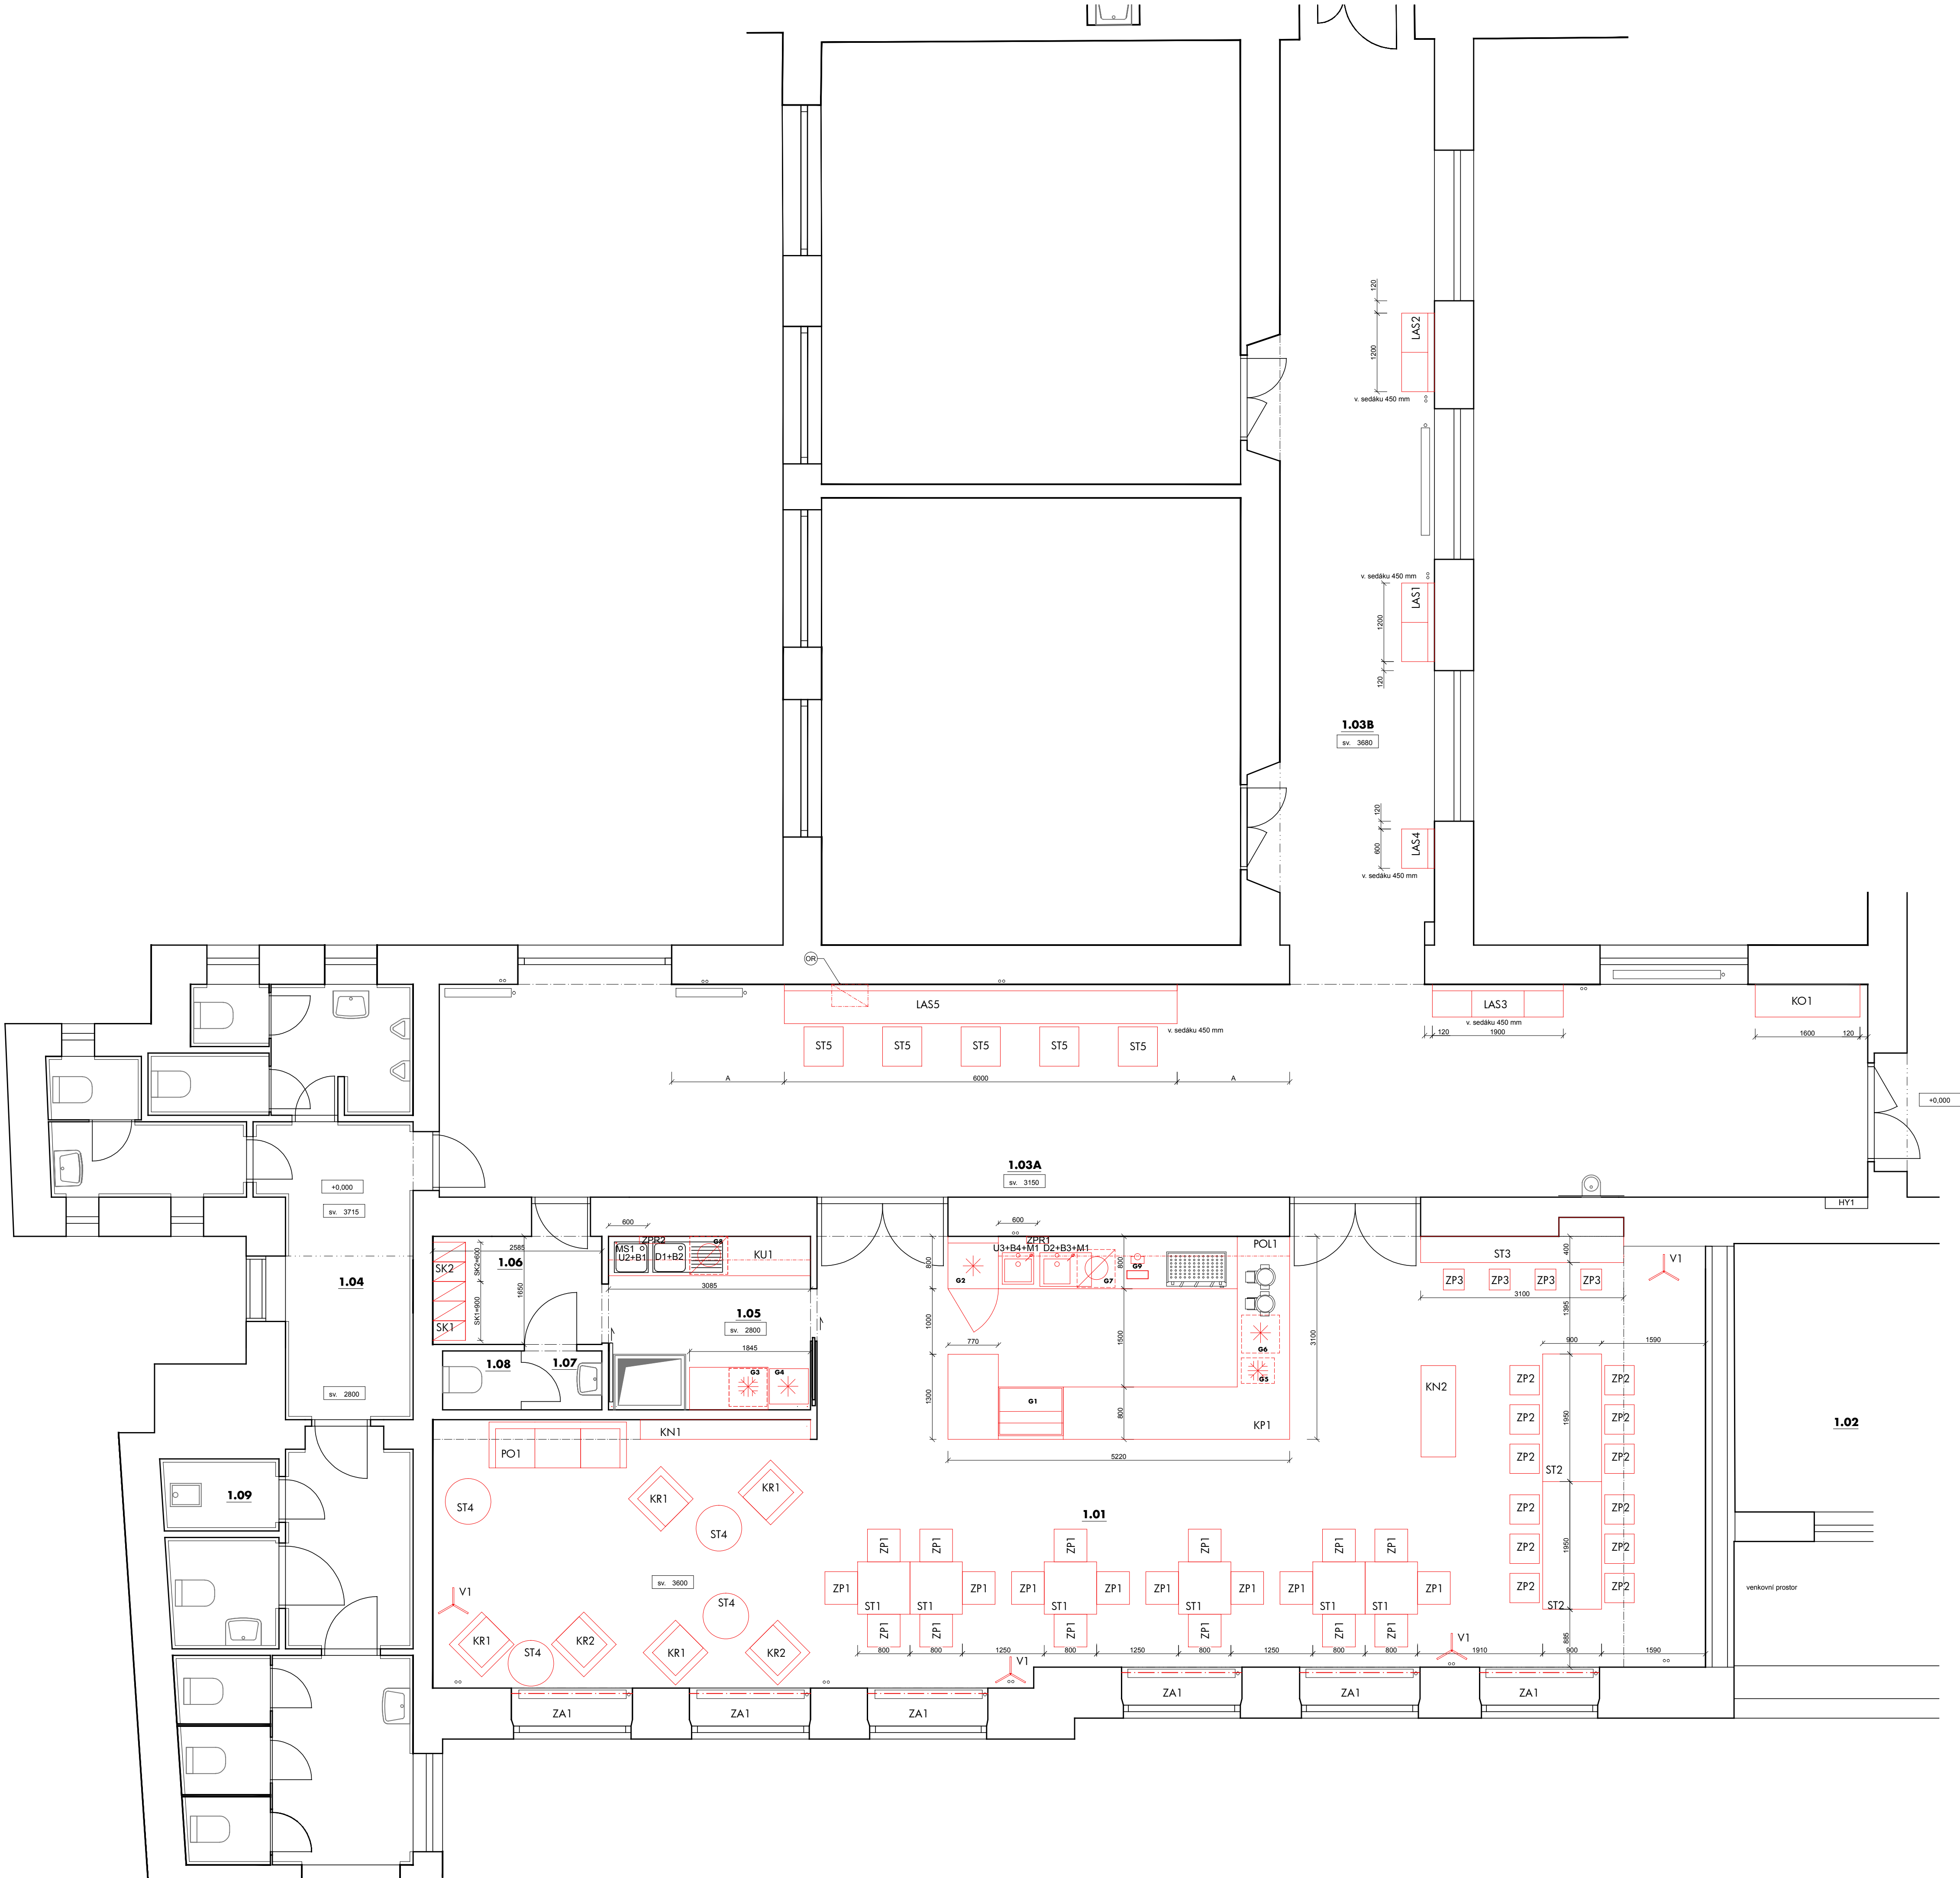 120
1200
LAS2
v. sedáku 450 mm
v. sedáku 450 mm
LAS1
1200
120
1.03B
sv. 3680
120
600
LAS4
v. sedáku 450 mm
OR
LAS5
v. sedáku 450 mm
ST5 ST5 ST5 ST5 ST5
A 6000 A
LAS3
v. sedáku 450 mm
120 1900
KO1
1600 120
+0,000
1.03A
sv. 3150
HY1
+0,000
sv. 3715
1.04
sv. 2800
2585
SK2
SK2=600
SK1
SK1=900
1.06
1650
600
ZPR2
MS1
U2+B1
D1+B2
G8
KU1
3085
1.05
sv. 2800
1845
G3
G4
1.08
1.07
600
ZPR1
U3+B4+M1
D2+B3+M1
G2
G7
G9
POL1
800
800
1000
1500
3100
770
1300
800
G1
G6
G5
KP1
5220
ST3
400
V1
ZP3 ZP3 ZP3 ZP3
3100
1395
900 1590
KN2
ZP2 ZP2
ZP2 ZP2
ZP2 ZP2
ST2
1950
ZP2 ZP2
ZP2 ZP2
ZP2 ZP2
ST2
1950
885
1.02
venkovní prostor
1.09
PO1
KN1
ST4
KR1
KR1
ST4
1.01
sv. 3600
V1
ST4
KR1
ST4
KR2
KR1
KR2
V1
ZP1 ZP1 ZP1 ZP1 ZP1 ZP1
ZP1 ZP1 ZP1 ZP1 ZP1 ZP1 ZP1 ZP1
ST1 ST1 ST1 ST1 ST1 ST1
ZP1 ZP1 ZP1 ZP1 ZP1 ZP1
800 800 1250 800 1250 800 1250 800 800 1910 900 1590
V1
ZA1 ZA1 ZA1 ZA1 ZA1 ZA1